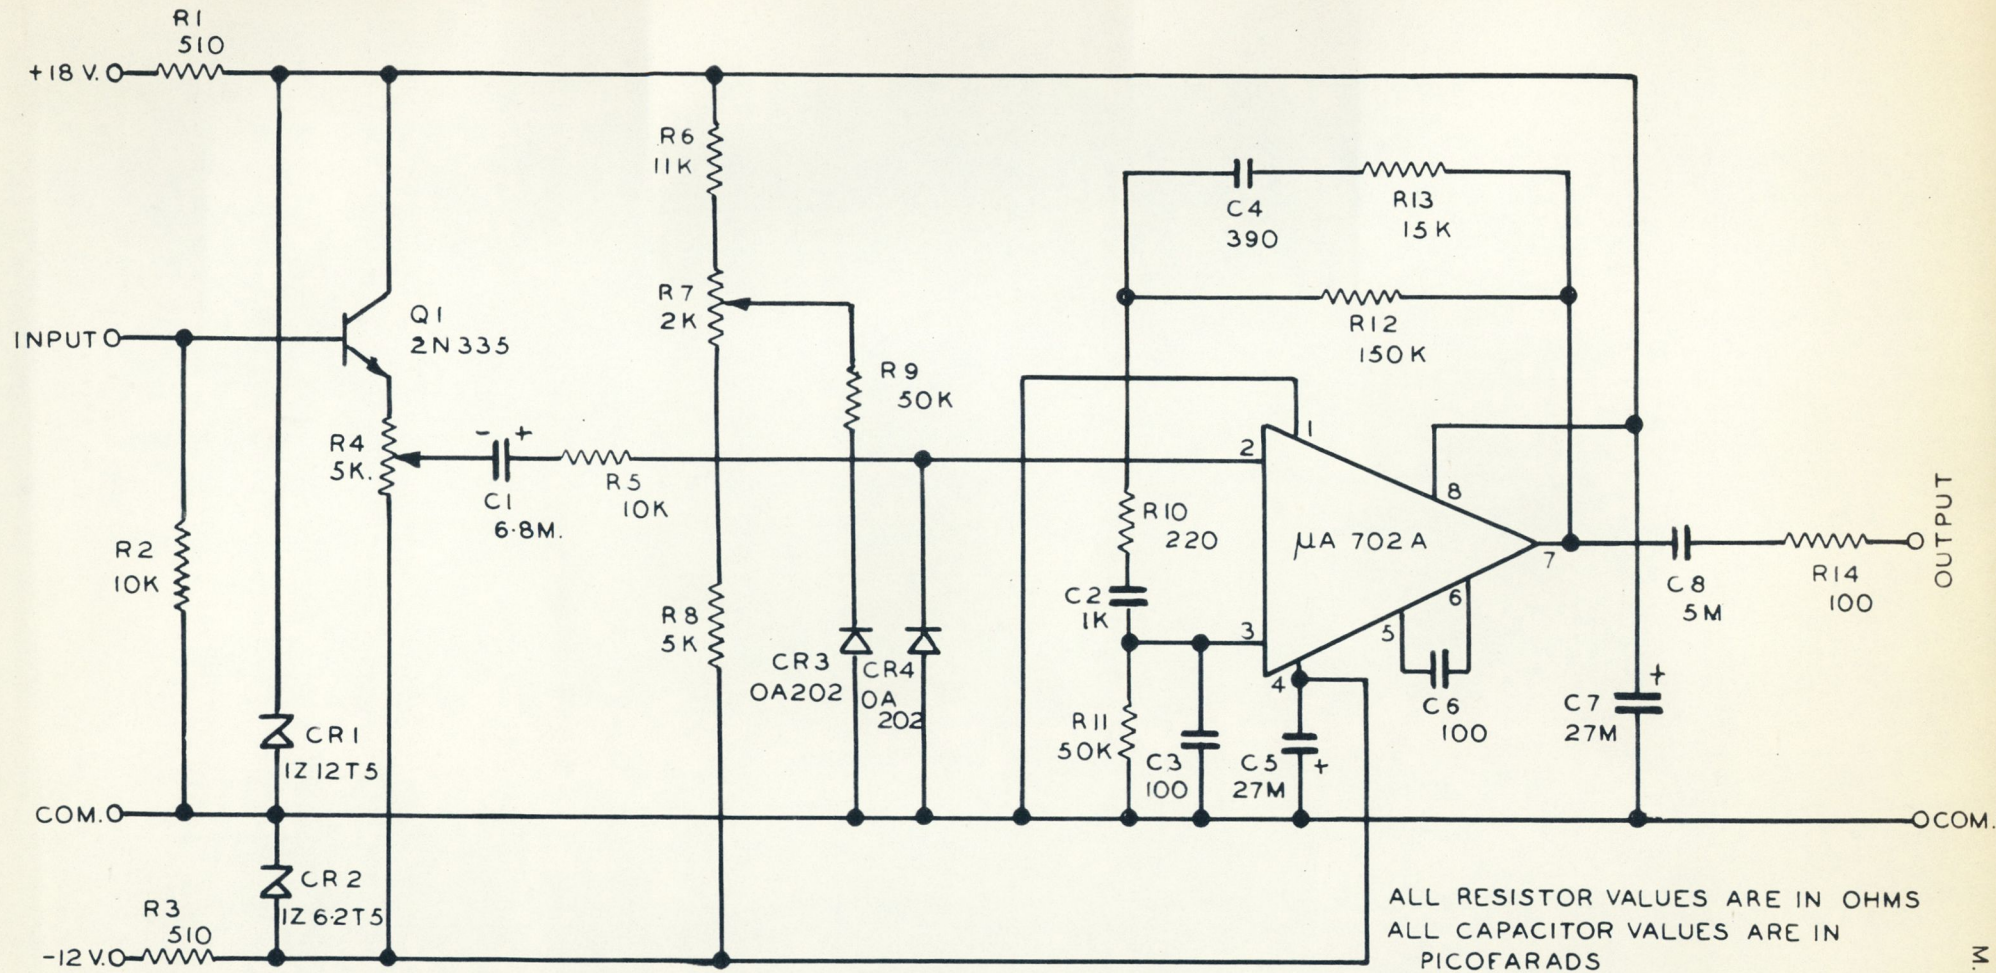 R1
510
+18 V.
R6
11K
C4
390
R13
15K
R7
2K
R12
150K
INPUT
Q1
2N335
R9
50K
R4
5K.
- +
C1
6·8M.
R5
10K
1
2
8
R10
220
µA 702A
7
OUTPUT
R2
10K
C2
1K
6
5
C8
5M
R14
100
R8
5K
3
4
CR3
OA202
CR4
OA
202
C6
100
+
C7
27M
CR1
1Z12T5
R11
50K
C3
100
C5
27M
+
COM.
COM.
CR2
1Z6·2T5
R3
510
-12 V.
ALL RESISTOR VALUES ARE IN OHMS
ALL CAPACITOR VALUES ARE IN
PICOFARADS
M.